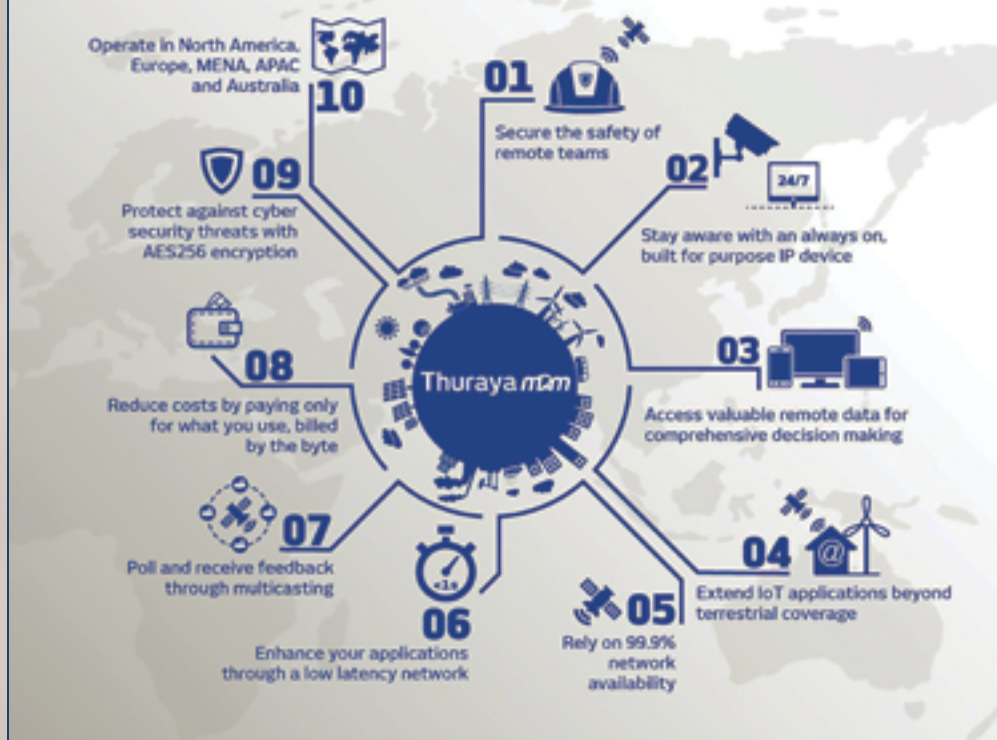 Thuraya m2m
01
Secure the safety of
remote teams
02
24/7
Stay aware with an always on,
built for purpose IP device
03
Access valuable remote data for
comprehensive decision making
04
@
Extend IoT applications beyond
terrestrial coverage
05
Rely on 99.9%
network
availability
06
<1s
Enhance your applications
through a low latency network
07
Poll and receive feedback
through multicasting
08
Reduce costs by paying only
for what you use, billed
by the byte
09
Protect against cyber
security threats with
AES256 encryption
10
Operate in North America,
Europe, MENA, APAC
and Australia